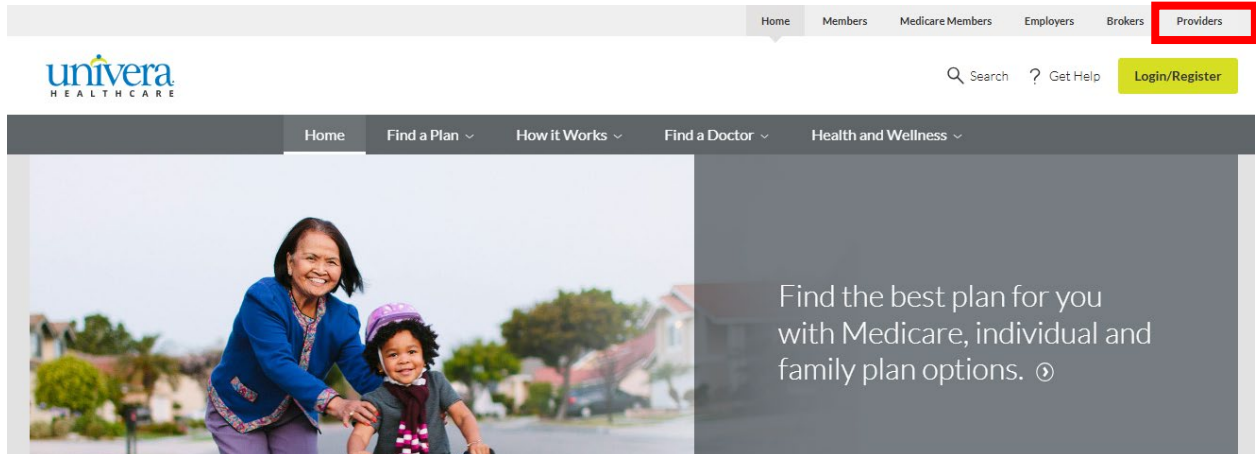 Home Members Medicare Members Employers Brokers Providers
univera
HEALTHCARE
Search ? Get Help Login/Register
Home Find a Plan How it Works Find a Doctor Health and Wellness
Find the best plan for you
with Medicare, individual and
family plan options.